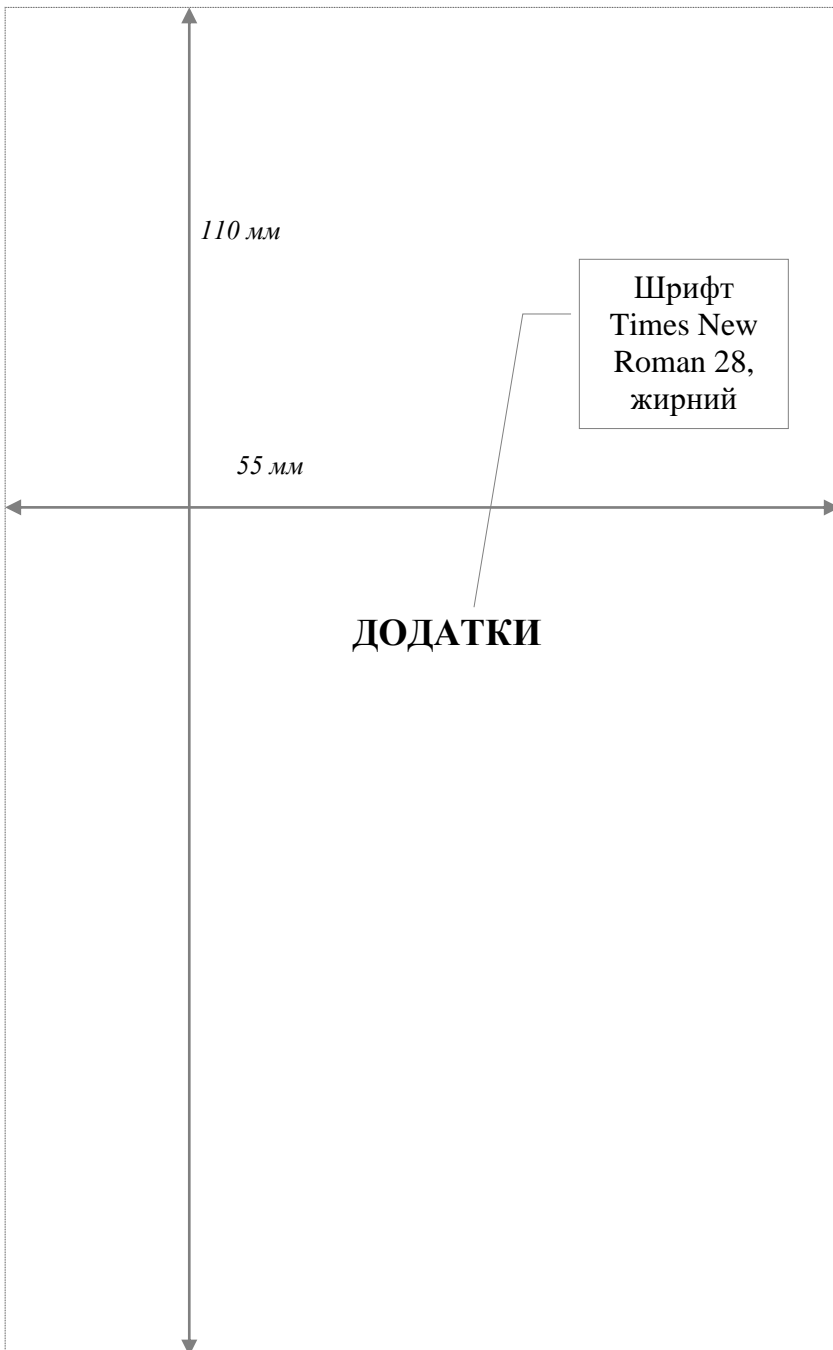 110 мм
Шрифт
Times New
Roman 28,
жирний
55 мм
ДОДАТКИ